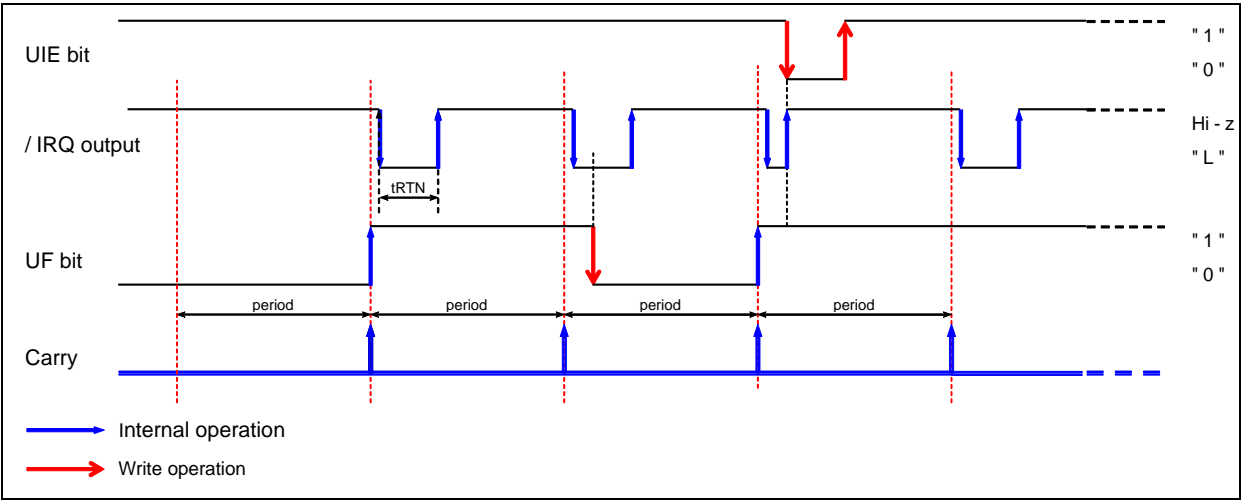 UIE bit
" 1 "
" 0 "
/ IRQ output
Hi - z
" L "
tRTN
UF bit
" 1 "
" 0 "
period period period period
Carry
Internal operation
Write operation